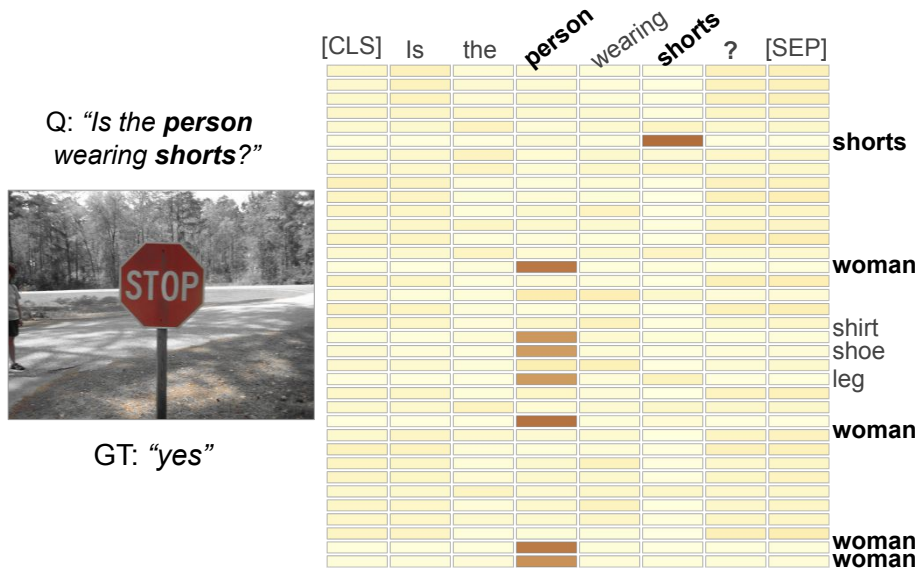 [CLS] Is the person wearing shorts ? [SEP]
Q: “Is the person
wearing shorts?”
STOP
GT: “yes”
shorts
woman
shirt
shoe
leg
woman
woman
woman